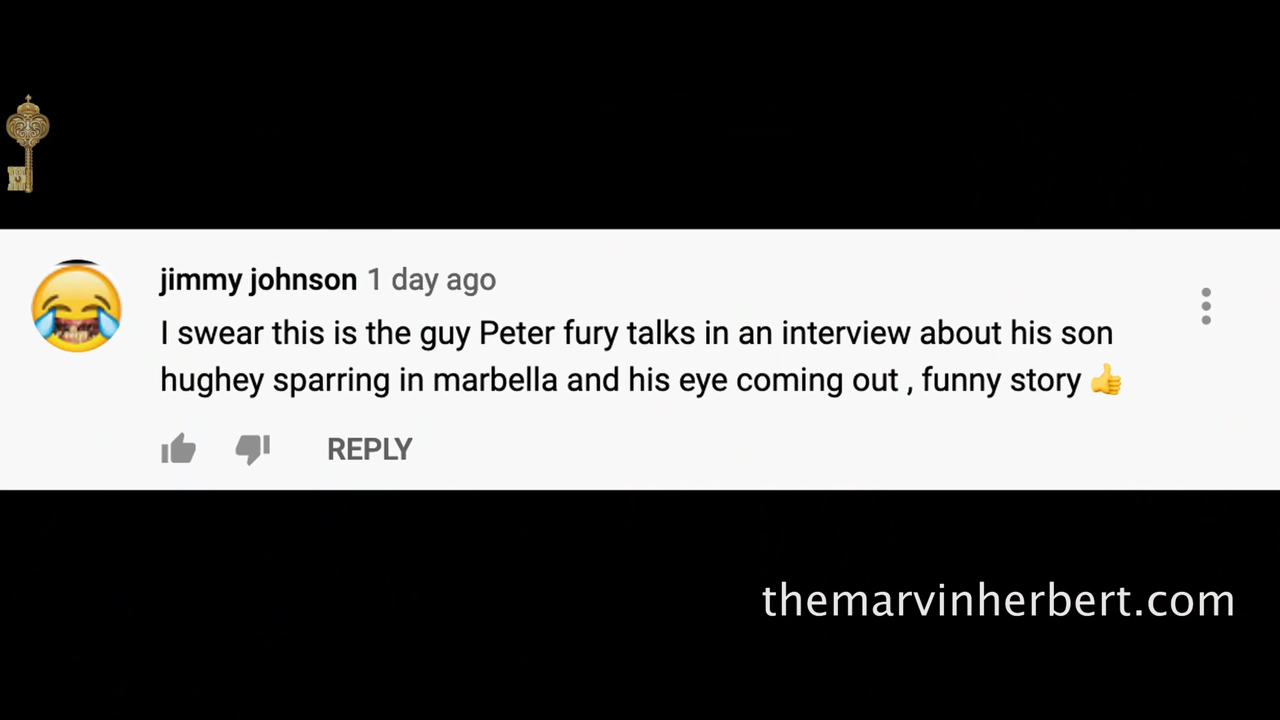 jimmy johnson 1 day ago
I swear this is the guy Peter fury talks in an interview about his son
hughey sparring in marbella and his eye coming out , funny story 👍
REPLY
themarvinherbert.com